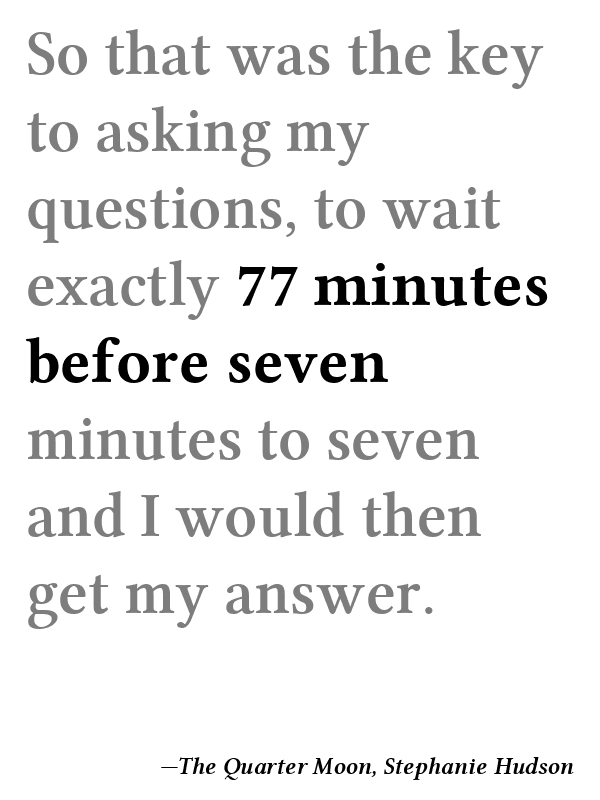 So that was the key
to asking my
questions, to wait
exactly 77 minutes
before seven
minutes to seven
and I would then
get my answer.
—The Quarter Moon, Stephanie Hudson